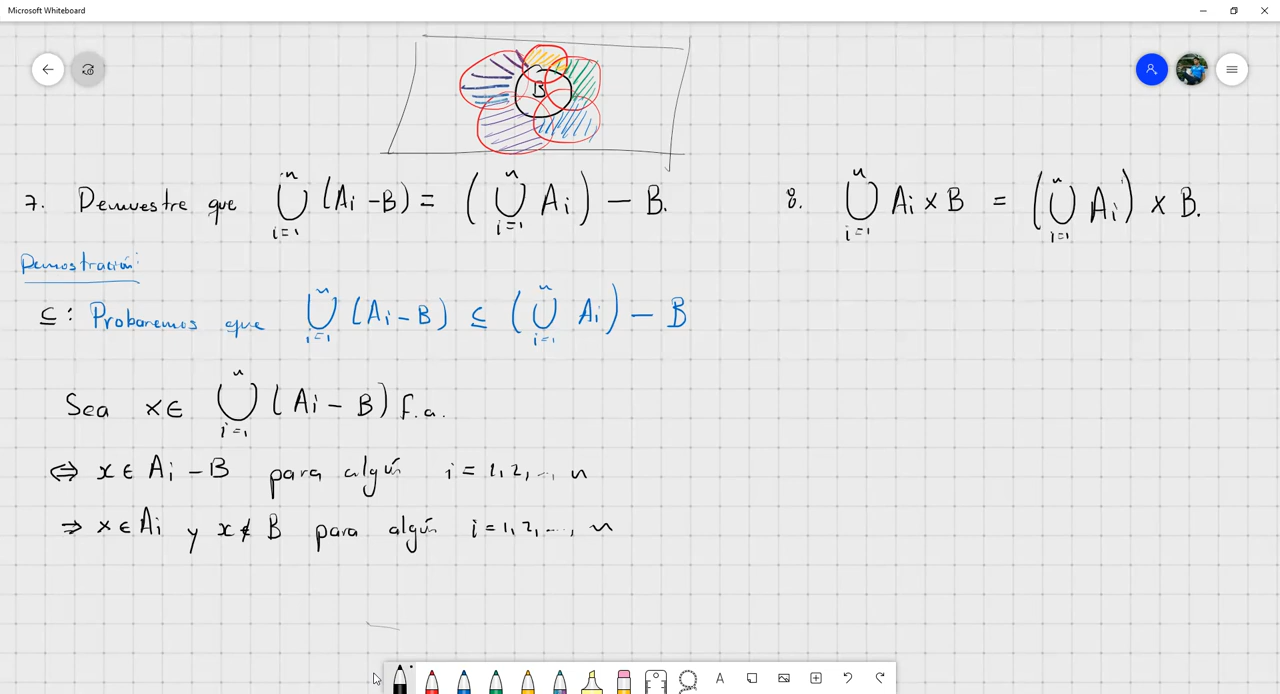 Microsoft Whiteboard
B
7. Demuestre que ⋃_{i=1}^{n} (Ai - B) = (⋃_{i=1}^{n} Ai) - B.
8. ⋃_{i=1}^{n} Ai × B = (⋃_{i=1}^{n} Ai) × B.
Demostración:
⊆: Probaremos que ⋃_{i=1}^{n} (Ai - B) ⊆ (⋃_{i=1}^{n} Ai) - B
Sea x ∈ ⋃_{i=1}^{n} (Ai - B) f.a.
⇔ x ∈ Ai - B para algún i = 1, 2, ..., n
⇒ x ∈ Ai y x ∉ B para algún i = 1, 2, ..., n
A